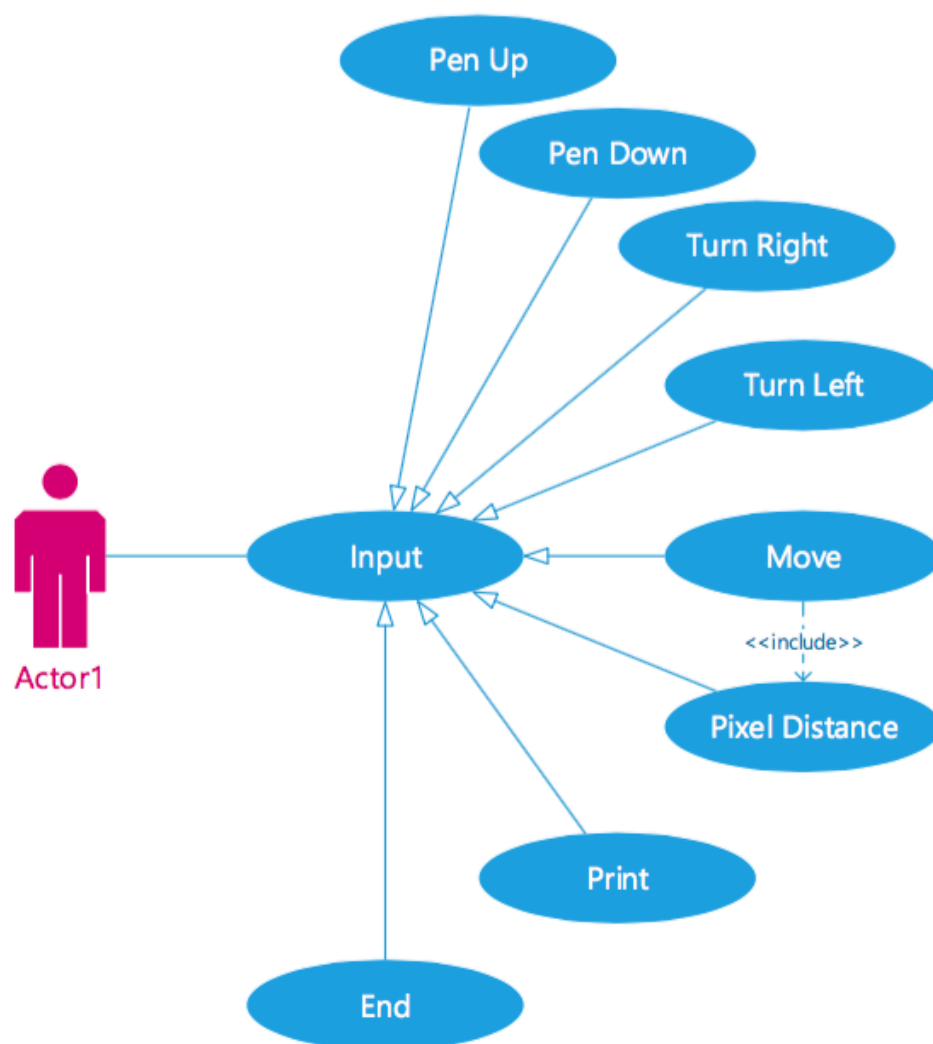 Pen Up
Pen Down
Turn Right
Turn Left
Input
Move
<<include>>
Actor1
Pixel Distance
Print
End